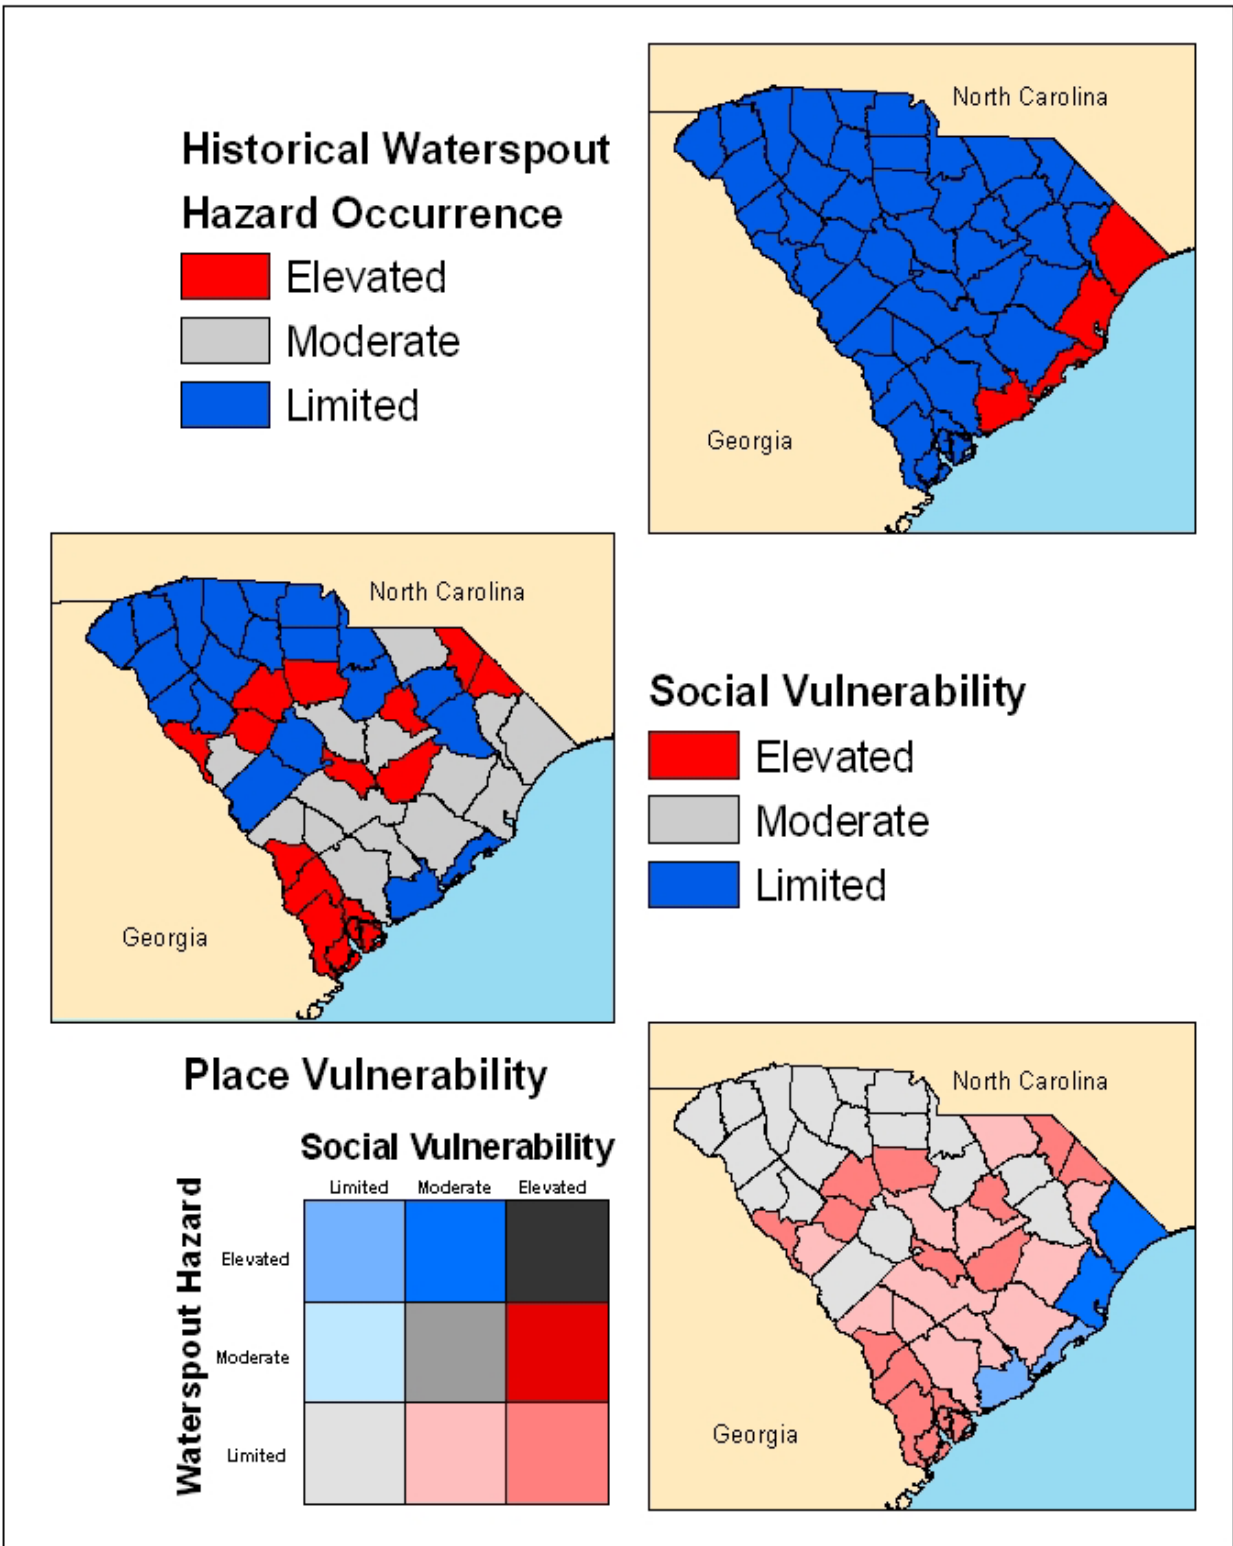 North Carolina
Historical Waterspout
Hazard Occurrence
Elevated
Moderate
Limited
Georgia
North Carolina
Social Vulnerability
Elevated
Moderate
Limited
Georgia
Place Vulnerability
Social Vulnerability
Limited Moderate Elevated
Waterspout Hazard
Elevated
Moderate
Limited
North Carolina
Georgia